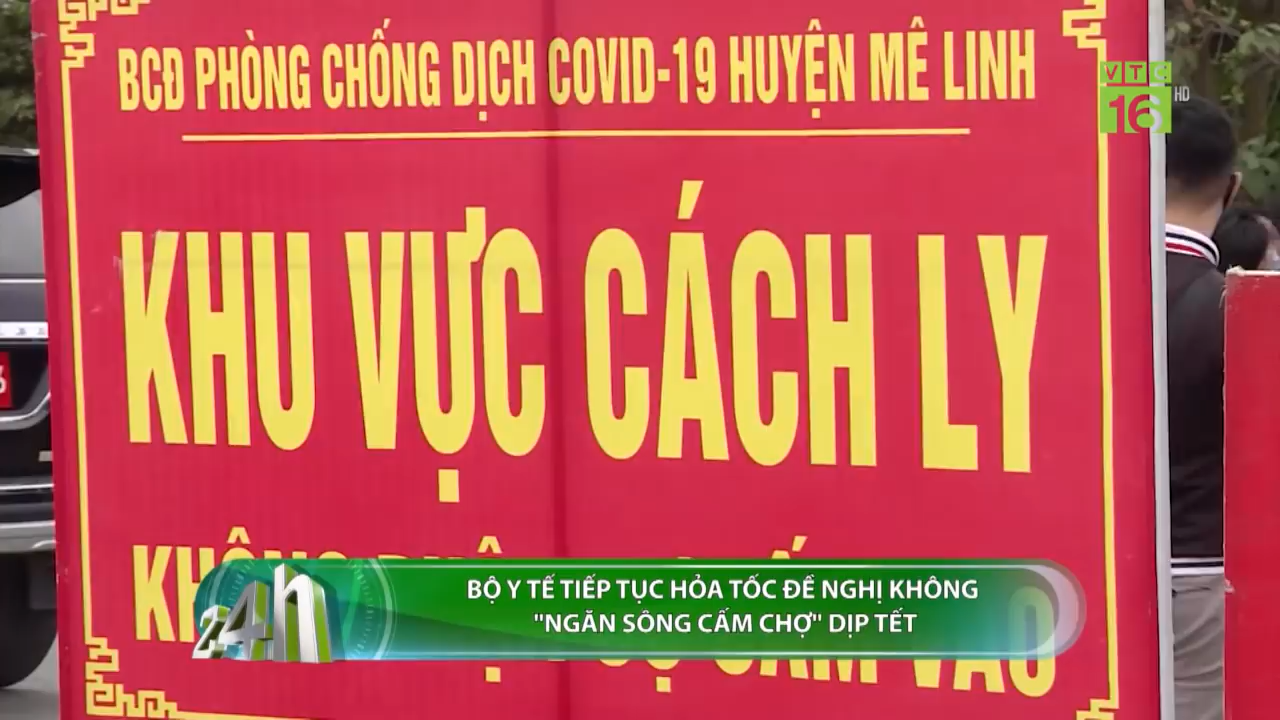 BCĐ PHÒNG CHỐNG DỊCH COVID-19 HUYỆN MÊ LINH
VTC
16 HD
KHU VỰC CÁCH LY
24h
BỘ Y TẾ TIẾP TỤC HỎA TỐC ĐỀ NGHỊ KHÔNG
"NGĂN SÔNG CẤM CHỢ" DỊP TẾT
VÀO